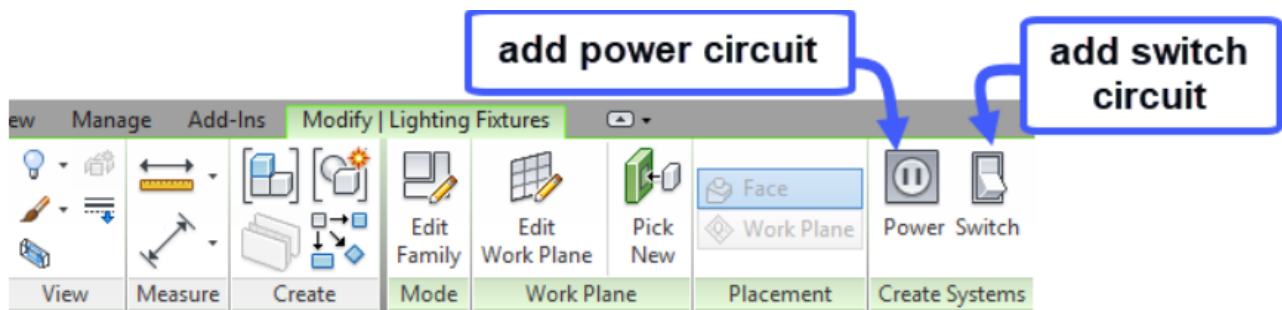 add power circuit
add switch
circuit
ew Manage Add-Ins Modify | Lighting Fixtures
Face
Work Plane
Edit
Family
Edit
Work Plane
Pick
New
Power Switch
View Measure Create Mode Work Plane Placement Create Systems